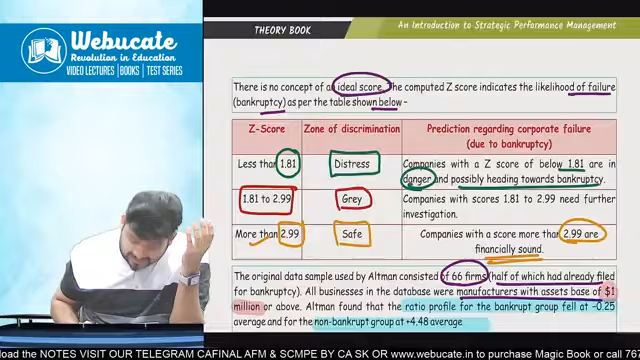 Webucate
Revolution in Education
VIDEO LECTURES | BOOKS | TEST SERIES
THEORY BOOK
An Introduction to Strategic Performance Management
There is no concept of an ideal score. The computed Z score indicates the likelihood of failure
(bankruptcy) as per the table shown below –
Z-Score Zone of discrimination Prediction regarding corporate failure
(due to bankruptcy)
Less than 1.81 Distress Companies with a Z score of below 1.81 are in
danger and possibly heading towards bankruptcy.
1.81 to 2.99 Grey Companies with scores 1.81 to 2.99 need further
investigation.
More than 2.99 Safe Companies with a score more than 2.99 are
financially sound.
The original data sample used by Altman consisted of 66 firms (half of which had already filed
for bankruptcy). All businesses in the database were manufacturers with assets base of $1
million or above. Altman found that the ratio profile for the bankrupt group fell at –0.25
average and for the non-bankrupt group at +4.48 average
load the NOTES VISIT OUR TELEGRAM CAFINAL AFM & SCMPE BY CA SK OR www.webucate.in TO PURCHASE Magic Book or CALL 76